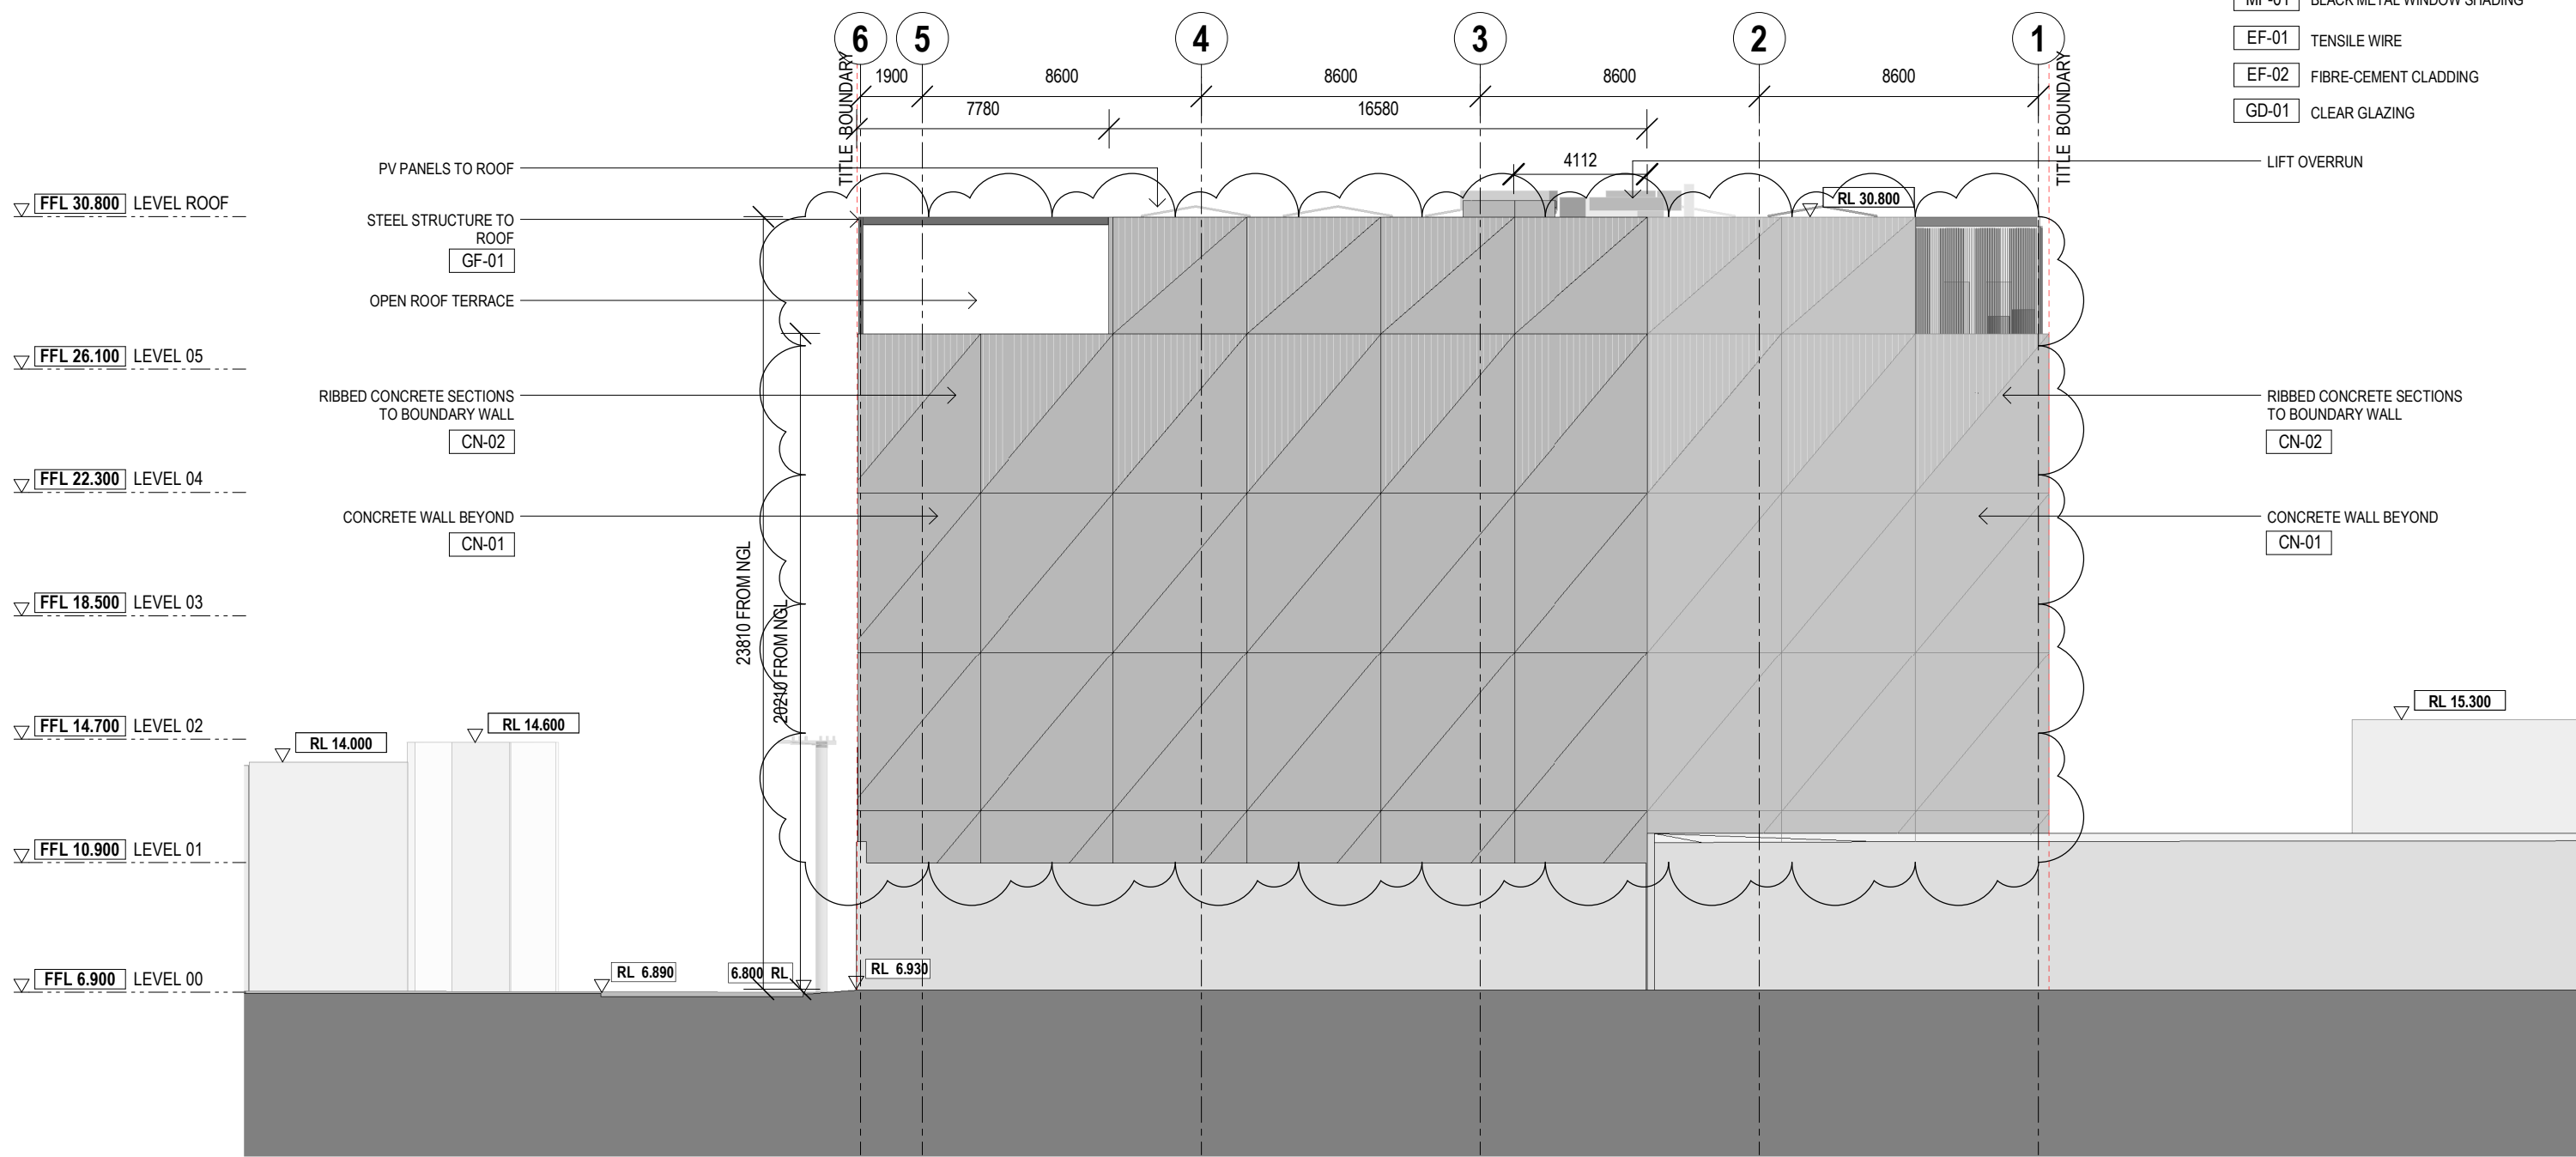 MF-01 BLACK METAL WINDOW SHADING
6 5 4 3 2 1
EF-01 TENSILE WIRE
1900 8600 8600 8600 8600
EF-02 FIBRE-CEMENT CLADDING
7780 16580
GD-01 CLEAR GLAZING
TITLE BOUNDARY
TITLE BOUNDARY
PV PANELS TO ROOF
4112
LIFT OVERRUN
FFL 30.800 LEVEL ROOF
RL 30.800
STEEL STRUCTURE TO
ROOF
GF-01
OPEN ROOF TERRACE
FFL 26.100 LEVEL 05
RIBBED CONCRETE SECTIONS
TO BOUNDARY WALL
CN-02
RIBBED CONCRETE SECTIONS
TO BOUNDARY WALL
CN-02
FFL 22.300 LEVEL 04
CONCRETE WALL BEYOND
CN-01
CONCRETE WALL BEYOND
CN-01
23810 FROM NGL
20210 FROM NGL
FFL 18.500 LEVEL 03
FFL 14.700 LEVEL 02
RL 14.000
RL 14.600
RL 15.300
FFL 10.900 LEVEL 01
FFL 6.900 LEVEL 00
RL 6.890
6.800 RL
RL 6.930